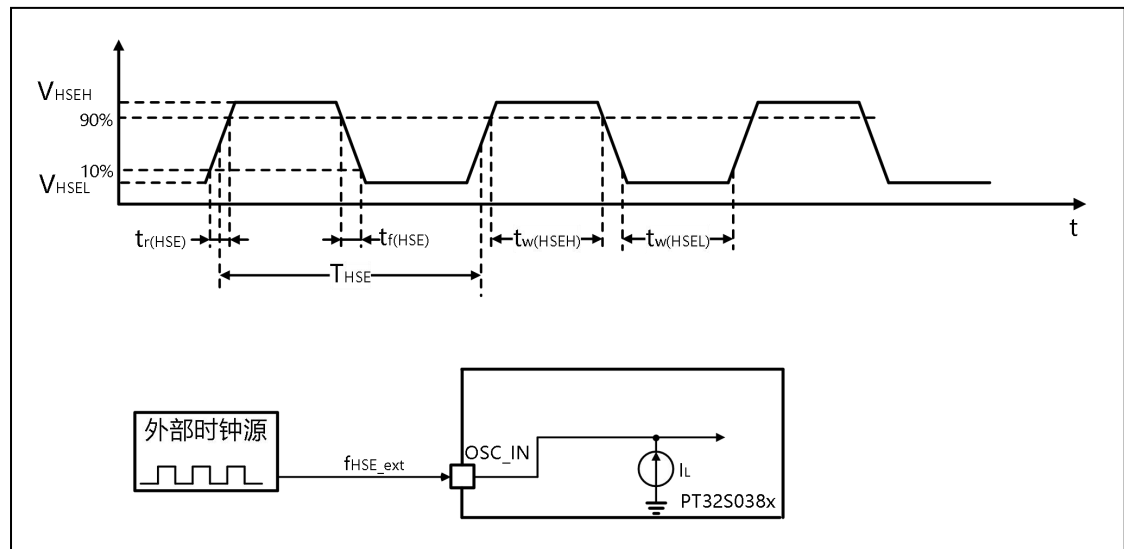 VHSEH
90%
10%
VHSEL
t
tr(HSE)
tf(HSE)
tw(HSEH)
tw(HSEL)
THSE
外部时钟源
fHSE_ext
OSC_IN
IL
PT32S038x